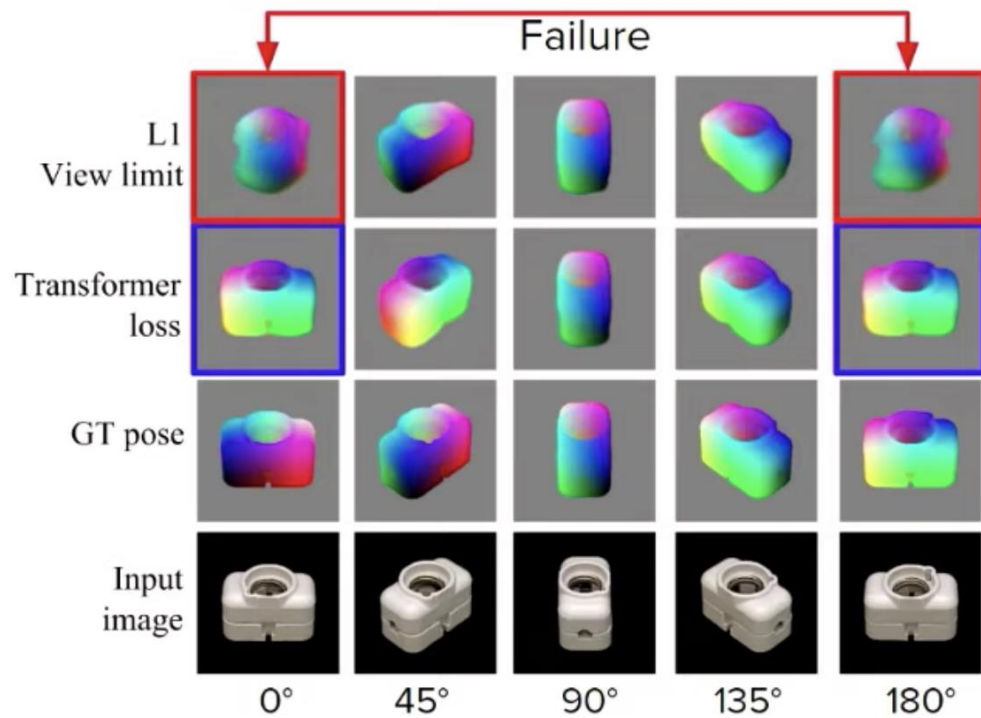 Failure
L1
View limit
Transformer
loss
GT pose
Input
image
0° 45° 90° 135° 180°